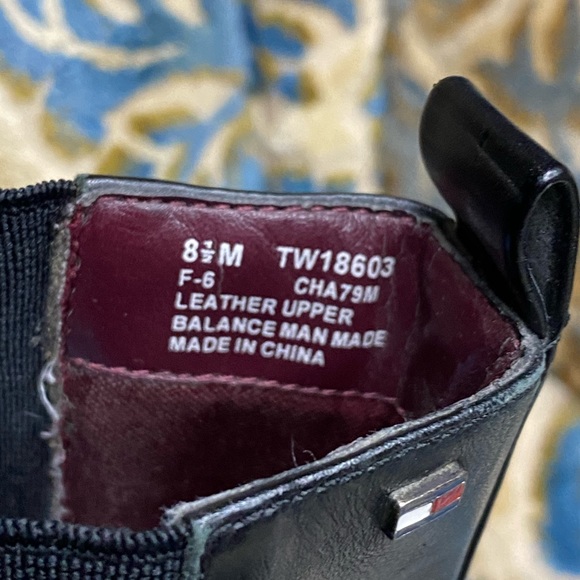 8½M TW18603
F-6 CHA79M
LEATHER UPPER
BALANCE MAN MADE
MADE IN CHINA